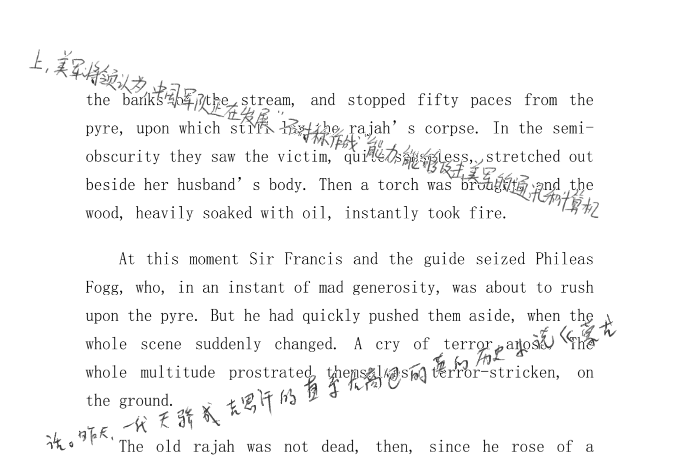 上，美军将领认为，中国军队正在发展“不对称作战”能力，能够攻击美军的通讯和计算机
the banks of the stream, and stopped fifty paces from the
pyre, upon which still lay the rajah’s corpse. In the semi-
obscurity they saw the victim, quite senseless, stretched out
beside her husband’s body. Then a torch was brought, and the
wood, heavily soaked with oil, instantly took fire.
At this moment Sir Francis and the guide seized Phileas
Fogg, who, in an instant of mad generosity, was about to rush
upon the pyre. But he had quickly pushed them aside, when the
whole scene suddenly changed. A cry of terror arose. The
whole multitude prostrated themselves, terror-stricken, on
the ground.
话。昨天，一代天骄成吉思汗的直系后裔包丽英的历史小说《蒙古
The old rajah was not dead, then, since he rose of a